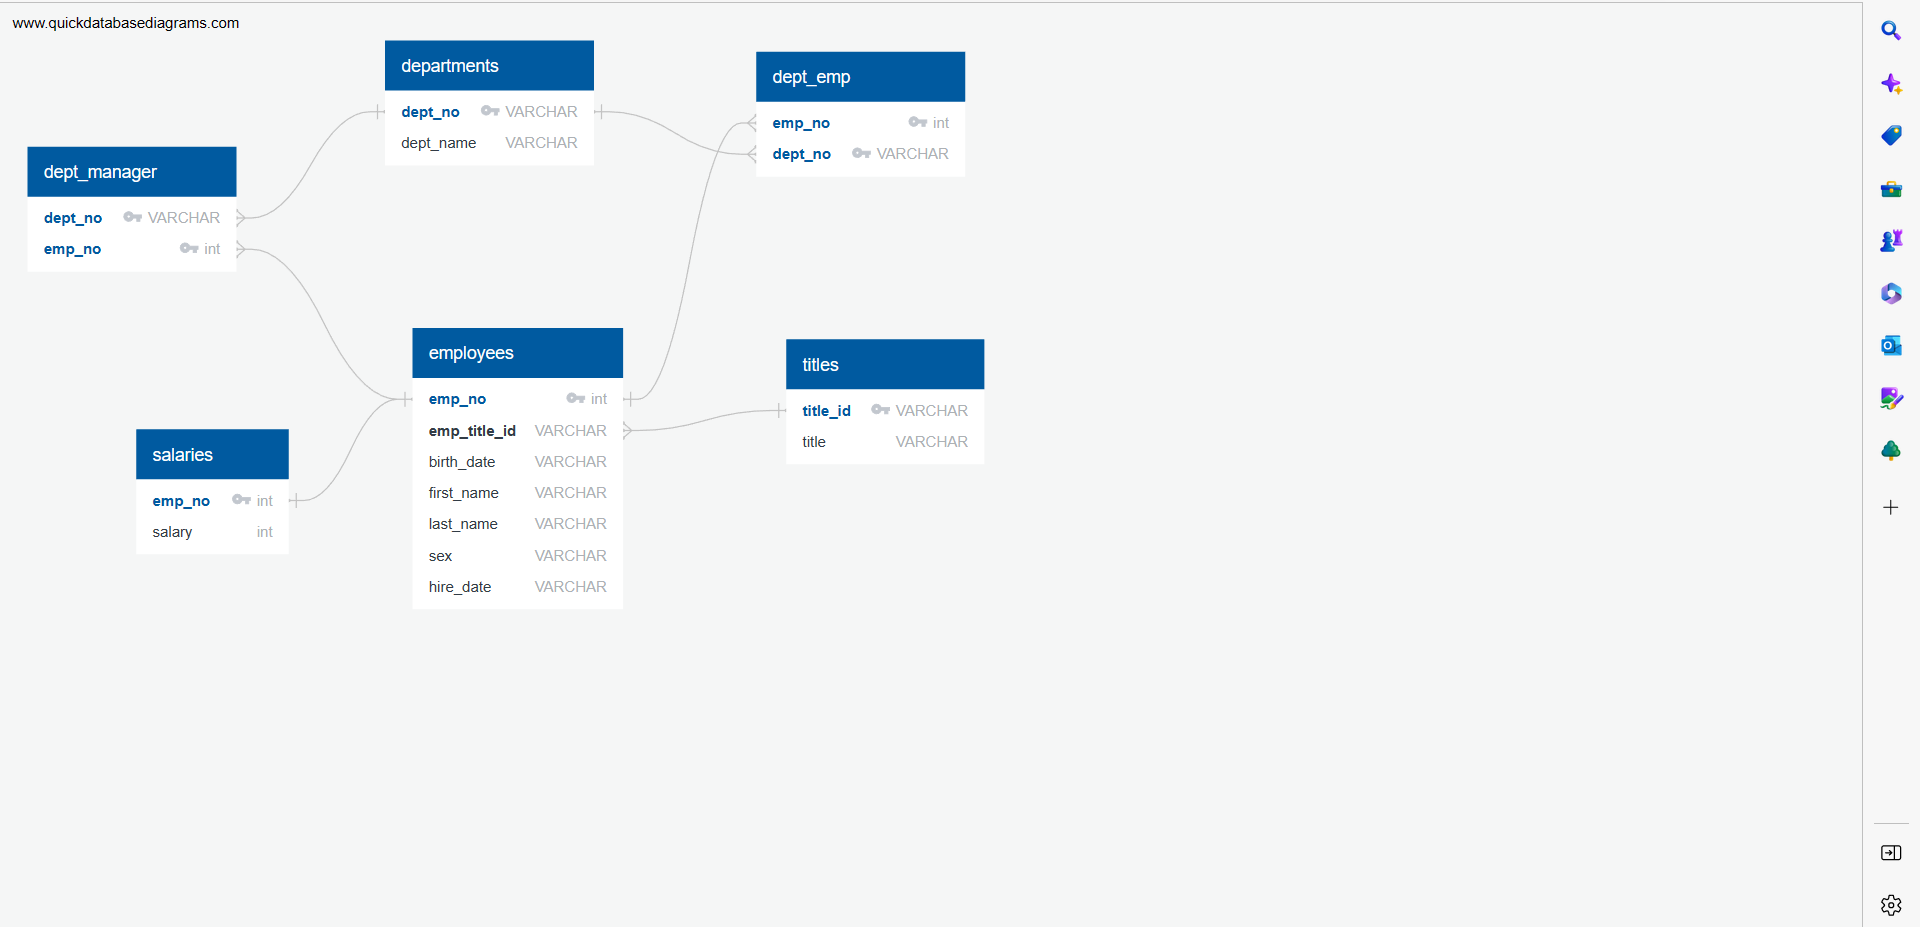 www.quickdatabasediagrams.com
departments
dept_no VARCHAR
dept_name VARCHAR
dept_emp
emp_no int
dept_no VARCHAR
dept_manager
dept_no VARCHAR
emp_no int
employees
emp_no int
emp_title_id VARCHAR
birth_date VARCHAR
first_name VARCHAR
last_name VARCHAR
sex VARCHAR
hire_date VARCHAR
titles
title_id VARCHAR
title VARCHAR
salaries
emp_no int
salary int